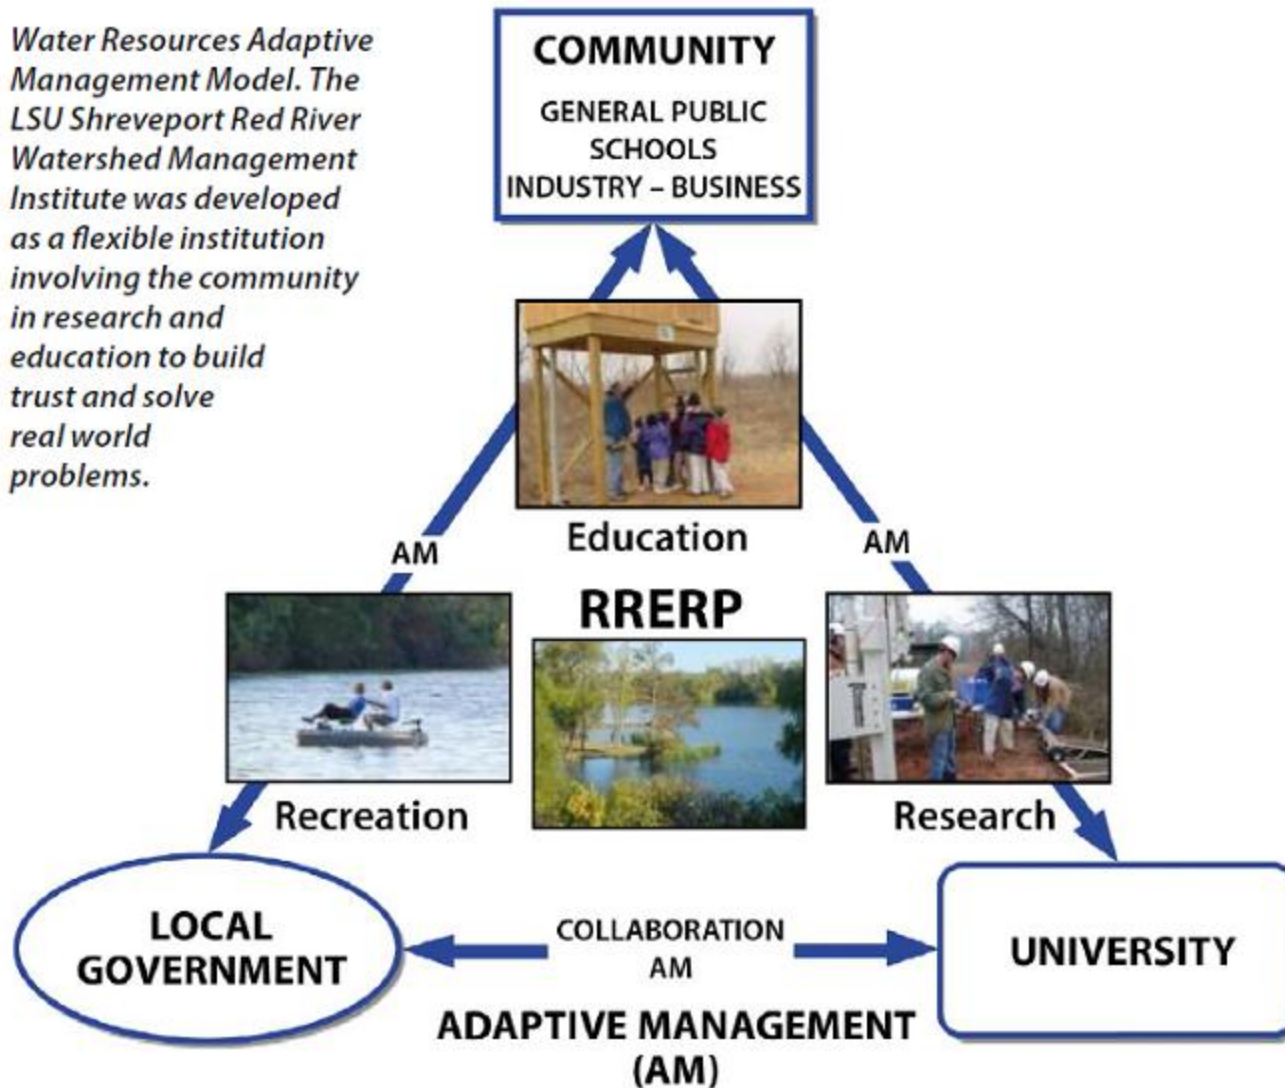 Water Resources Adaptive
Management Model. The
LSU Shreveport Red River
Watershed Management
Institute was developed
as a flexible institution
involving the community
in research and
education to build
trust and solve
real world
problems.
COMMUNITY
GENERAL PUBLIC
SCHOOLS
INDUSTRY – BUSINESS
Education
AM
AM
RRERP
Recreation
Research
LOCAL
GOVERNMENT
COLLABORATION
AM
UNIVERSITY
ADAPTIVE MANAGEMENT
(AM)